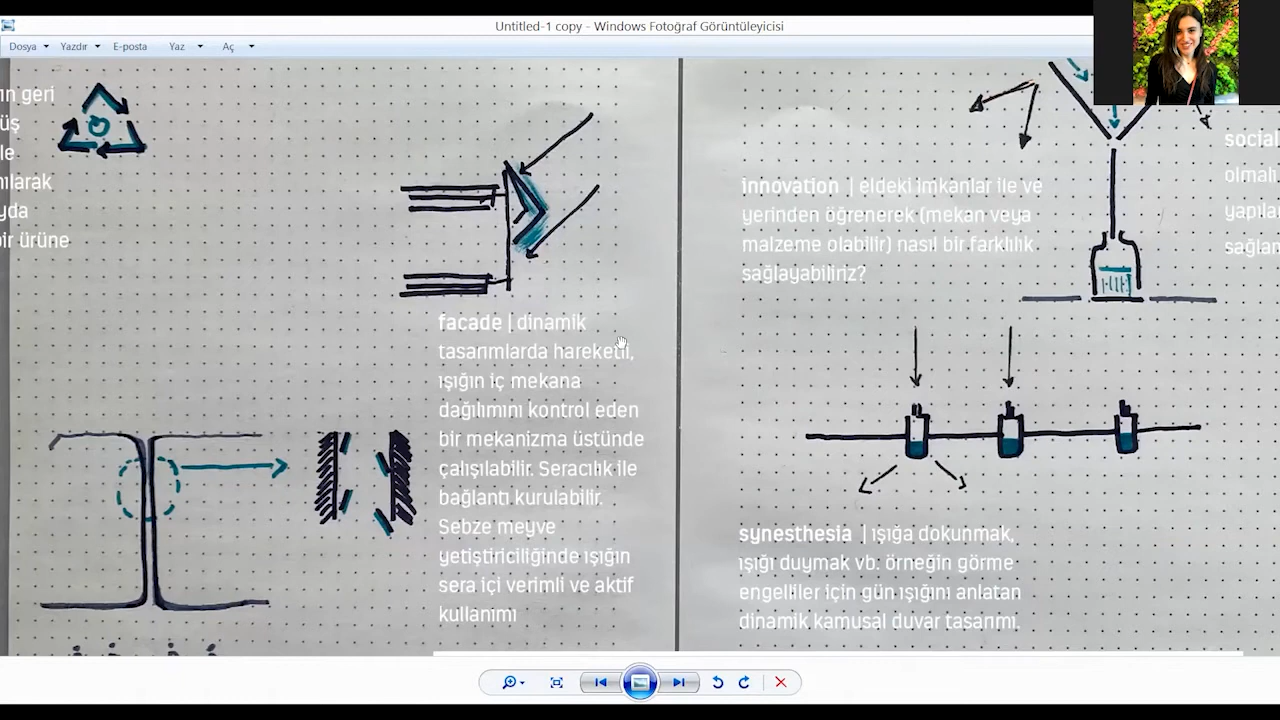 Untitled-1 copy - Windows Fotoğraf Görüntüleyicisi
Dosya Yazdır E-posta Yaz Aç
ın geri
üş
le
ınılarak
yda
bir ürüne
facade | dinamik
tasarımlarda hareketli,
ışığın iç mekana
dağılımını kontrol eden
bir mekanizma üstünde
çalışılabilir. Seracılık ile
bağlantı kurulabilir.
Sebze meyve
yetiştiriciliğinde ışığın
sera içi verimli ve aktif
kullanımı
innovation | eldeki imkanlar ile ve
yerinden öğrenerek (mekan veya
malzeme olabilir) nasıl bir farklılık
sağlayabiliriz?
synesthesia | ışığa dokunmak,
ışığı duymak vb. örneğin görme
engelliler için gün ışığını anlatan
dinamik kamusal duvar tasarımı.
social
olmalı
yapıla
sağlan